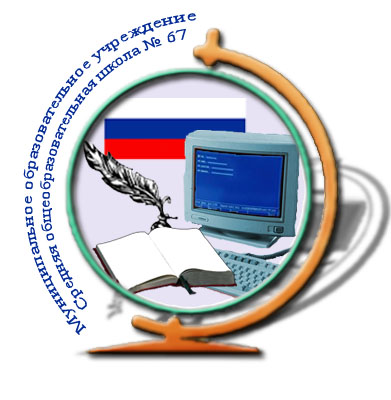 Муниципальное образовательное учреждение
Средняя общеобразовательная школа № 67